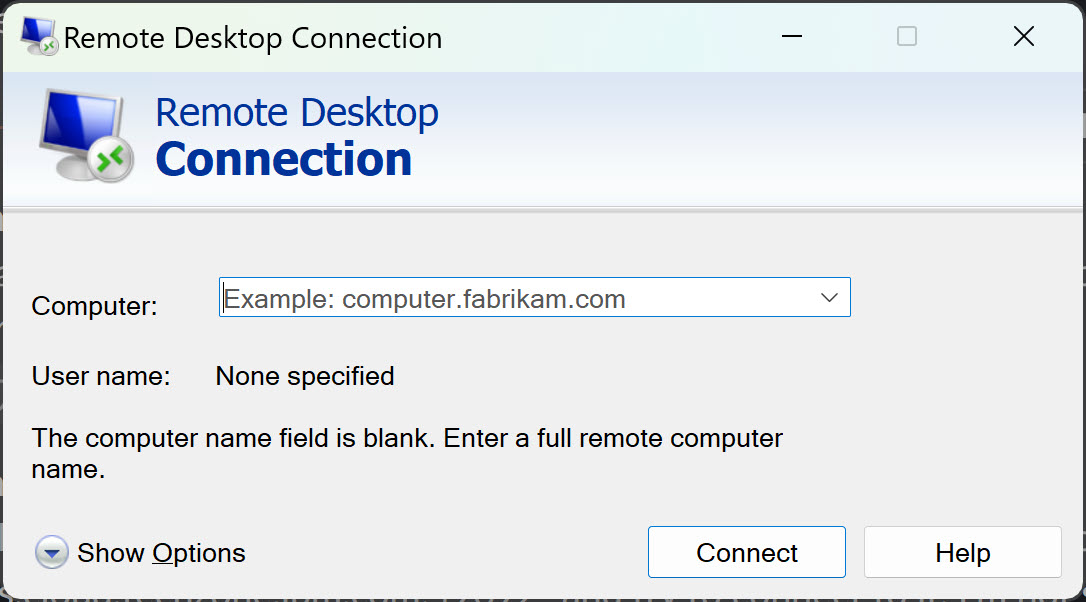 Remote Desktop Connection
Remote Desktop
Connection
Computer:
Example: computer.fabrikam.com
User name:
None specified
The computer name field is blank. Enter a full remote computer
name.
Show Options
Connect
Help